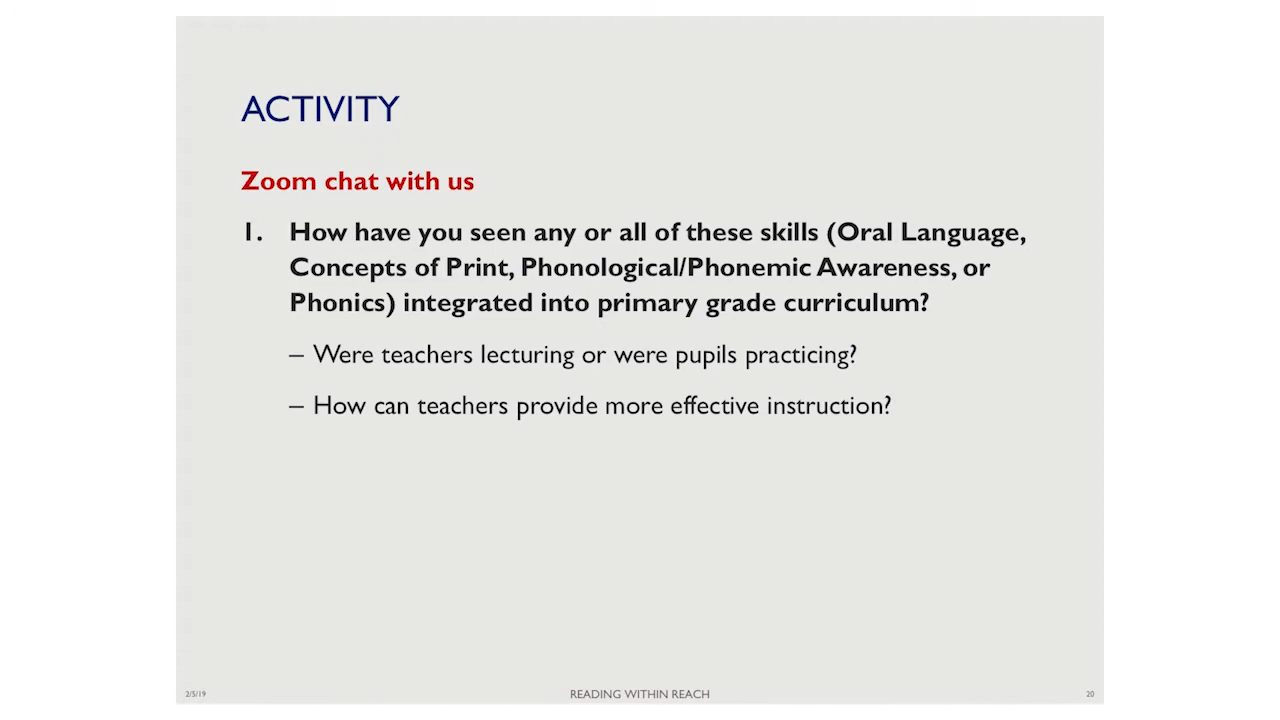 ACTIVITY
Zoom chat with us
1. How have you seen any or all of these skills (Oral Language,
Concepts of Print, Phonological/Phonemic Awareness, or
Phonics) integrated into primary grade curriculum?
– Were teachers lecturing or were pupils practicing?
– How can teachers provide more effective instruction?
2/5/19
READING WITHIN REACH
20